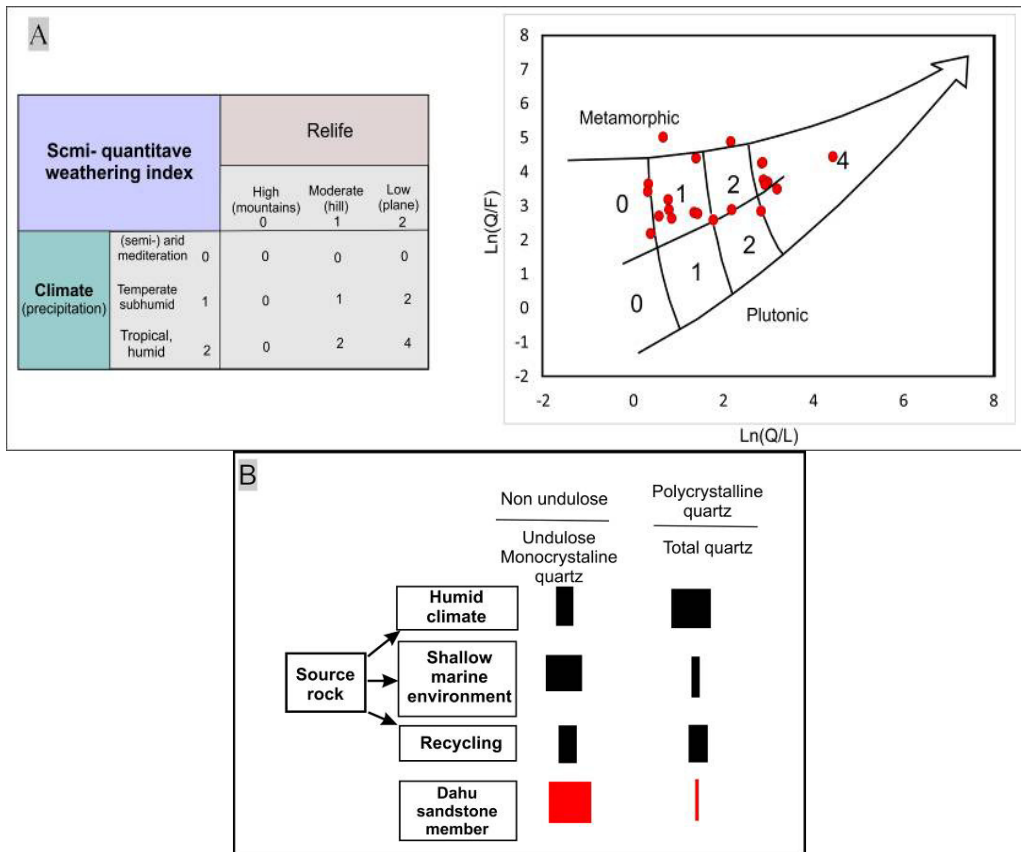 A
Scmi- quantitave
weathering index
Relife
High
(mountains)
0
Moderate
(hill)
1
Low
(plane)
2
Climate
(precipitation)
(semi-) arid
mediteration 0
0 0 0
Temperate
subhumid 1
0 1 2
Tropical,
humid 2
0 2 4
8
7
6
5
4
3
2
1
0
-1
-2
Ln(Q/F)
Metamorphic
0 1 2 4
0 1 2
Plutonic
-2 0 2 4 6 8
Ln(Q/L)
B
Non undulose
Undulose
Monocrystaline
quartz
Polycrystalline
quartz
Total quartz
Source
rock
Humid
climate
Shallow
marine
environment
Recycling
Dahu
sandstone
member